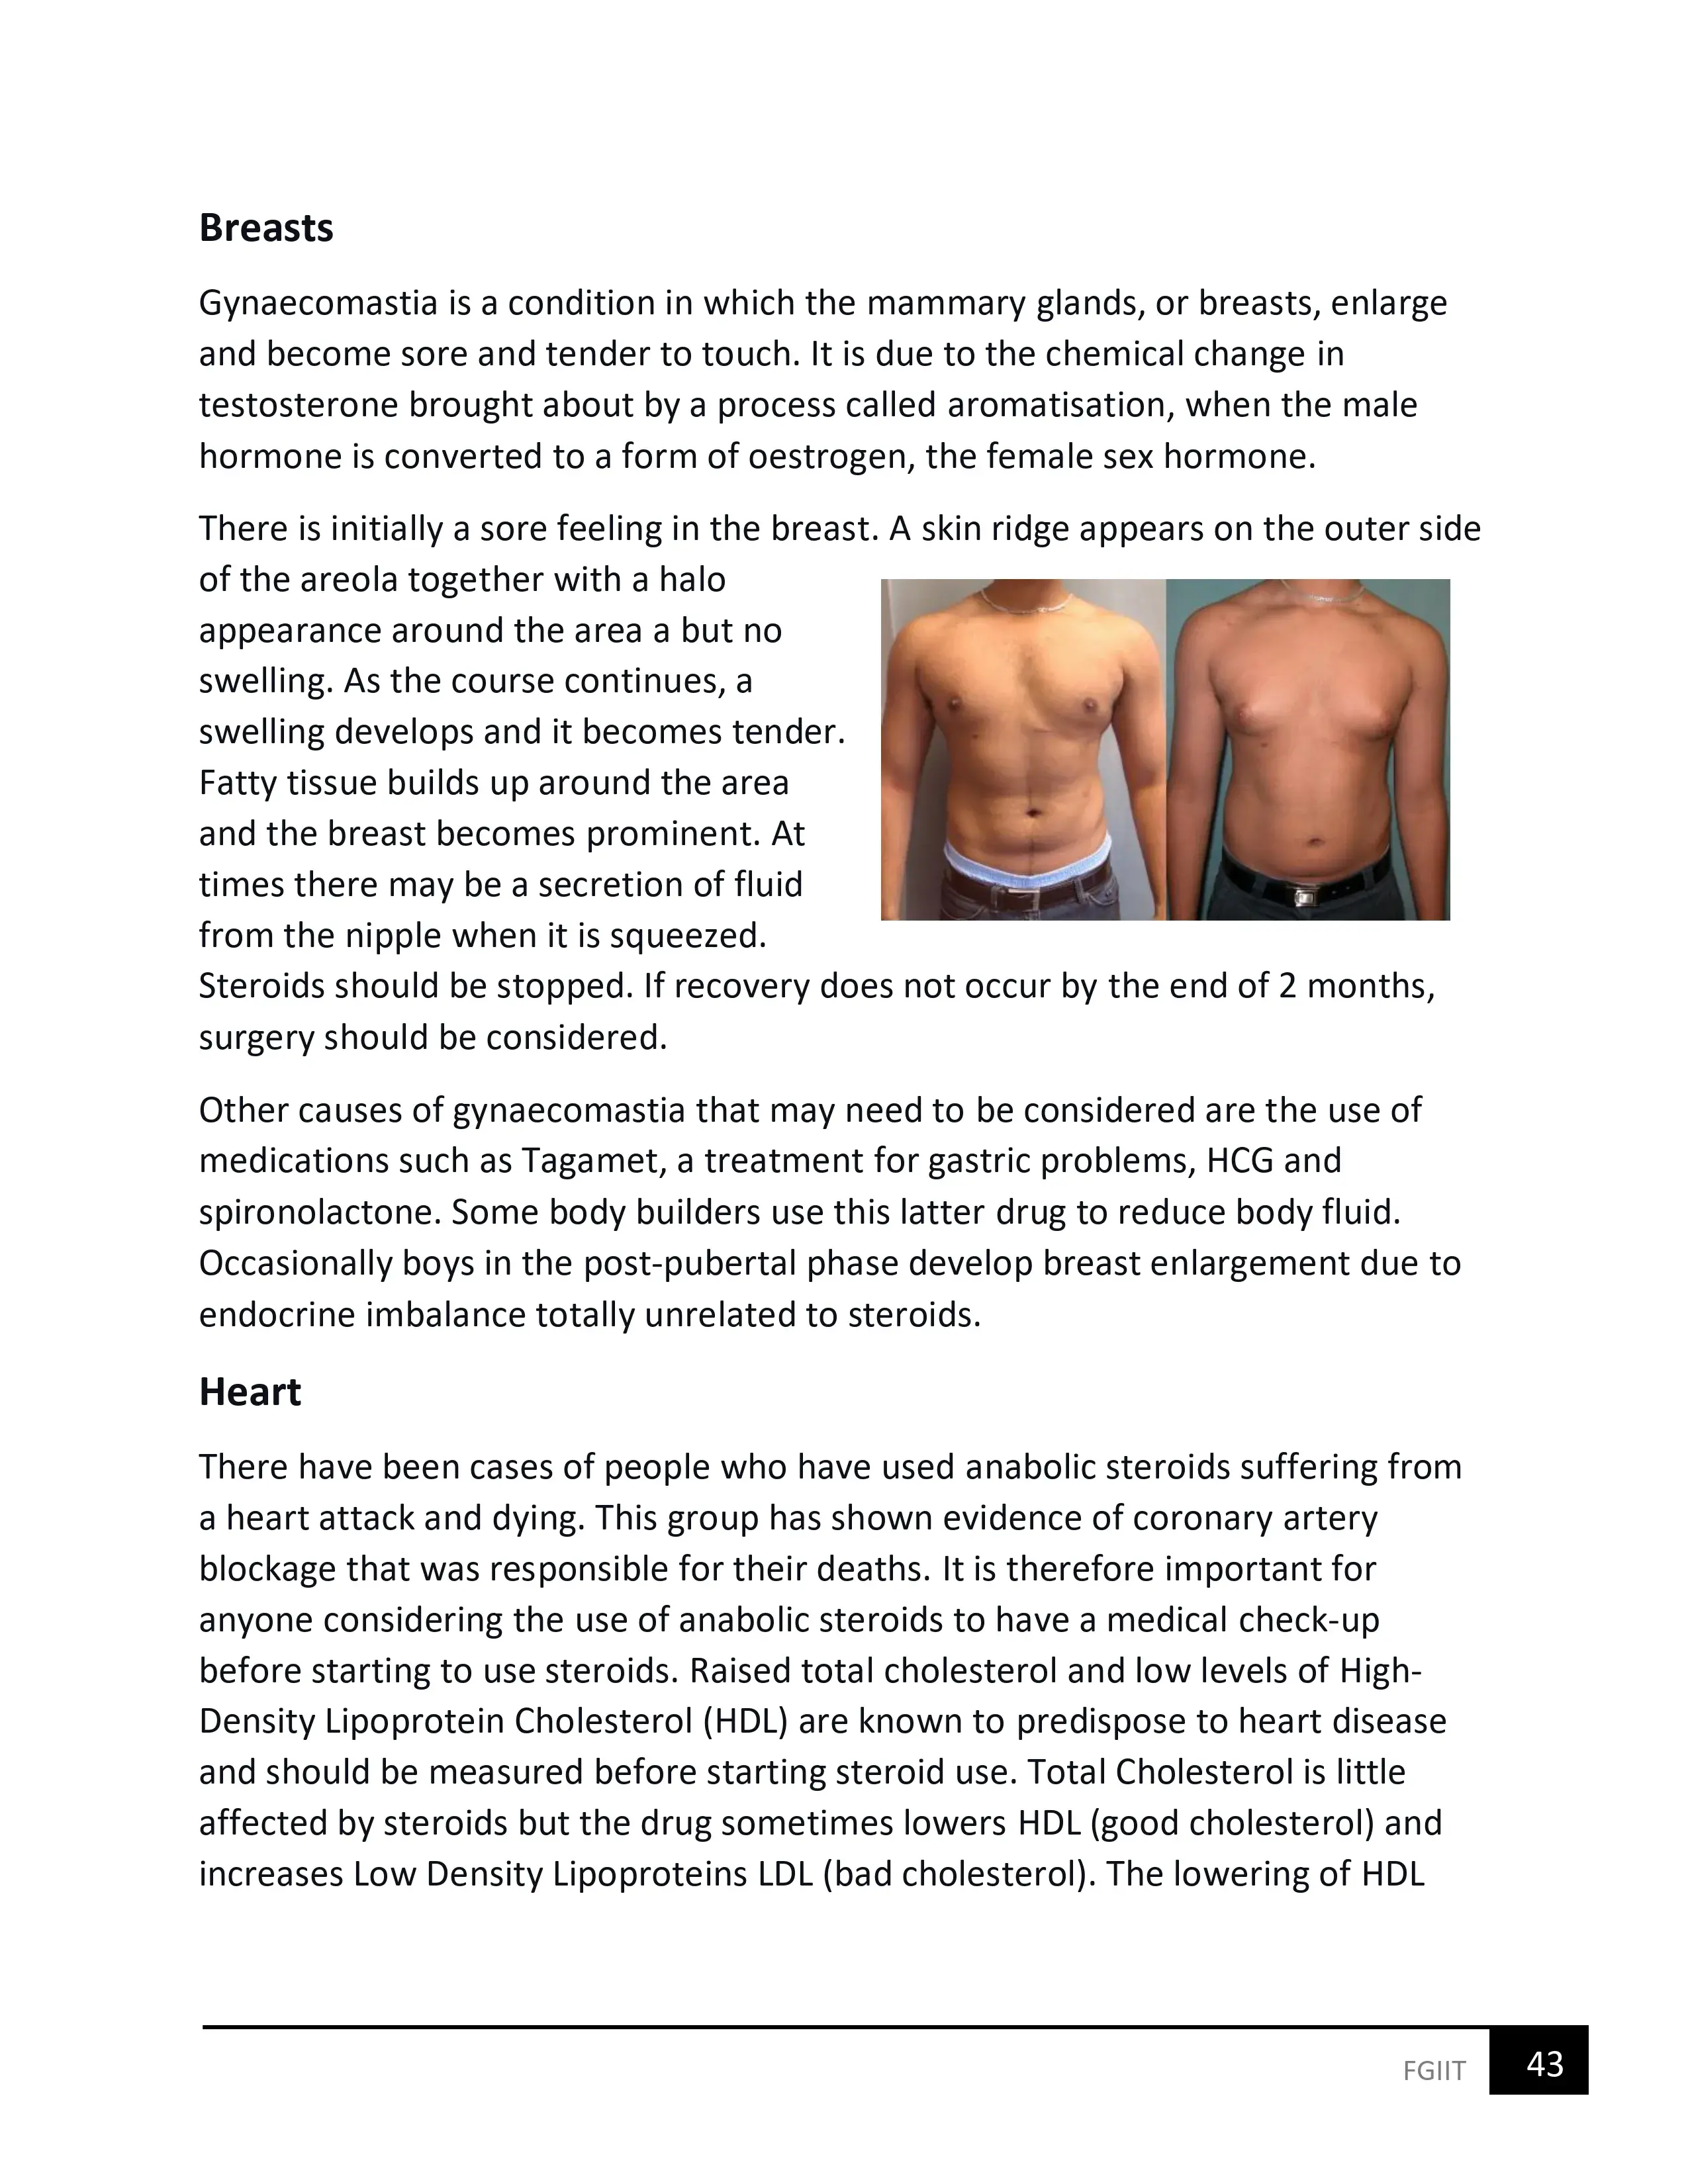 Breasts
Gynaecomastia is a condition in which the mammary glands, or breasts, enlarge
and become sore and tender to touch. It is due to the chemical change in
testosterone brought about by a process called aromatisation, when the male
hormone is converted to a form of oestrogen, the female sex hormone.
There is initially a sore feeling in the breast. A skin ridge appears on the outer side
of the areola together with a halo
appearance around the area a but no
swelling. As the course continues, a
swelling develops and it becomes tender.
Fatty tissue builds up around the area
and the breast becomes prominent. At
times there may be a secretion of fluid
from the nipple when it is squeezed.
Steroids should be stopped. If recovery does not occur by the end of 2 months,
surgery should be considered.
Other causes of gynaecomastia that may need to be considered are the use of
medications such as Tagamet, a treatment for gastric problems, HCG and
spironolactone. Some body builders use this latter drug to reduce body fluid.
Occasionally boys in the post-pubertal phase develop breast enlargement due to
endocrine imbalance totally unrelated to steroids.
Heart
There have been cases of people who have used anabolic steroids suffering from
a heart attack and dying. This group has shown evidence of coronary artery
blockage that was responsible for their deaths. It is therefore important for
anyone considering the use of anabolic steroids to have a medical check-up
before starting to use steroids. Raised total cholesterol and low levels of High-
Density Lipoprotein Cholesterol (HDL) are known to predispose to heart disease
and should be measured before starting steroid use. Total Cholesterol is little
affected by steroids but the drug sometimes lowers HDL (good cholesterol) and
increases Low Density Lipoproteins LDL (bad cholesterol). The lowering of HDL
FGIIT 43